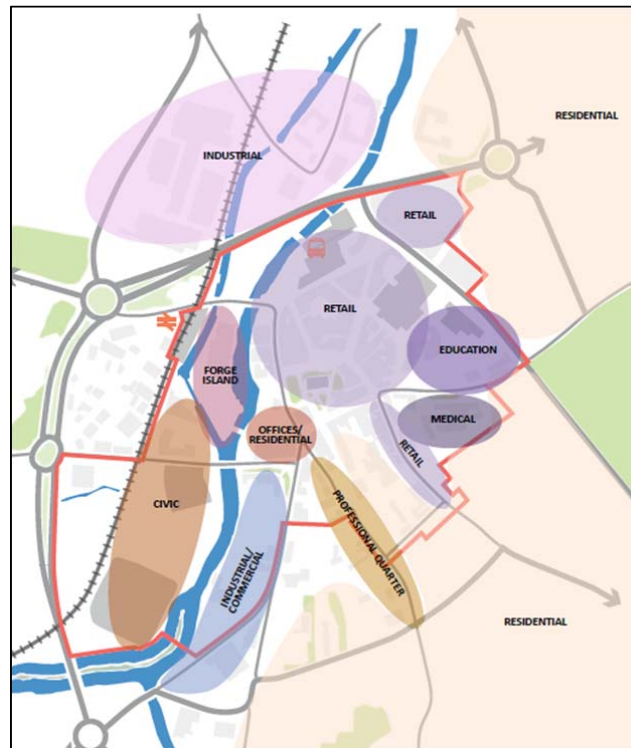 RESIDENTIAL
INDUSTRIAL
RETAIL
RETAIL
EDUCATION
FORGE
ISLAND
MEDICAL
OFFICES/
RESIDENTIAL
RETAIL
CIVIC
PROFESSIONAL QUARTER
INDUSTRIAL/
COMMERCIAL
RESIDENTIAL